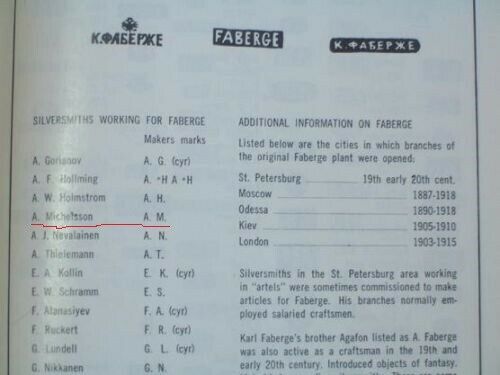 К.ФАБЕРЖЕ
FABERGE
К.ФАБЕРЖЕ
SILVERSMITHS WORKING FOR FABERGE
Makers marks
A. Gorianov A. G. (cyr)
A. F. Hollming A. *H A *H
A. W. Holmstrom A. H.
A. Michelsson A. M.
A. J. Nevalainen A. N.
A. Thielemann A. T.
E. A. Kollin E. K. (cyr)
E. W. Schramm E. S.
F. Afanasiyev F. A. (cyr)
F. Ruckert F. R. (cyr)
G. Lundell G. L. (cyr)
G. Nikkanen G. N.
ADDITIONAL INFORMATION ON FABERGE
Listed below are the cities in which branches of
the original Faberge plant were opened:
St. Petersburg 19th early 20th cent.
Moscow 1887-1918
Odessa 1890-1918
Kiev 1905-1910
London 1903-1915
Silversmiths in the St. Petersburg area working
in "artels" were sometimes commissioned to make
articles for Faberge. His branches normally em-
ployed salaried craftsmen.
Karl Faberge's brother Agafon listed as A. Faberge
was also active as a craftsman in the 19th and
early 20th century. Introduced objects of fantasy.